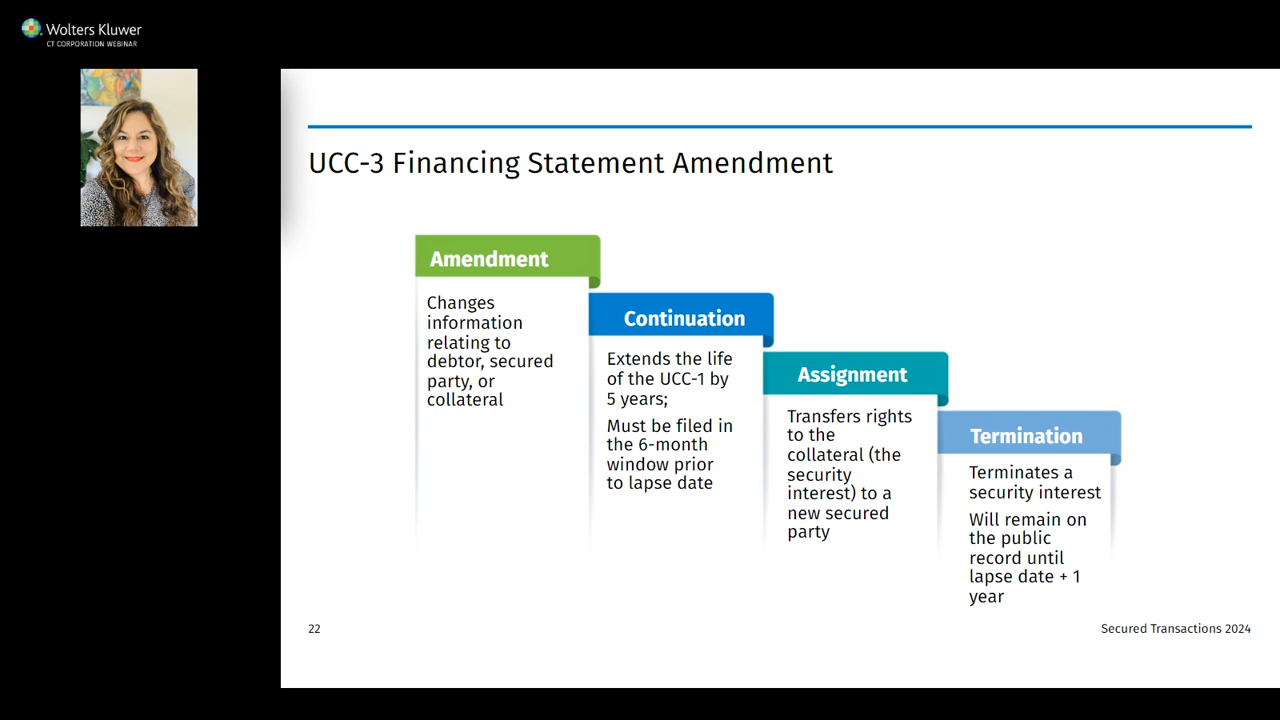 Wolters Kluwer
CT CORPORATION WEBINAR
UCC-3 Financing Statement Amendment
Amendment
Changes
information
relating to
debtor, secured
party, or
collateral
Continuation
Extends the life
of the UCC-1 by
5 years;
Must be filed in
the 6-month
window prior
to lapse date
Assignment
Transfers rights
to the
collateral (the
security
interest) to a
new secured
party
Termination
Terminates a
security interest
Will remain on
the public
record until
lapse date + 1
year
22
Secured Transactions 2024